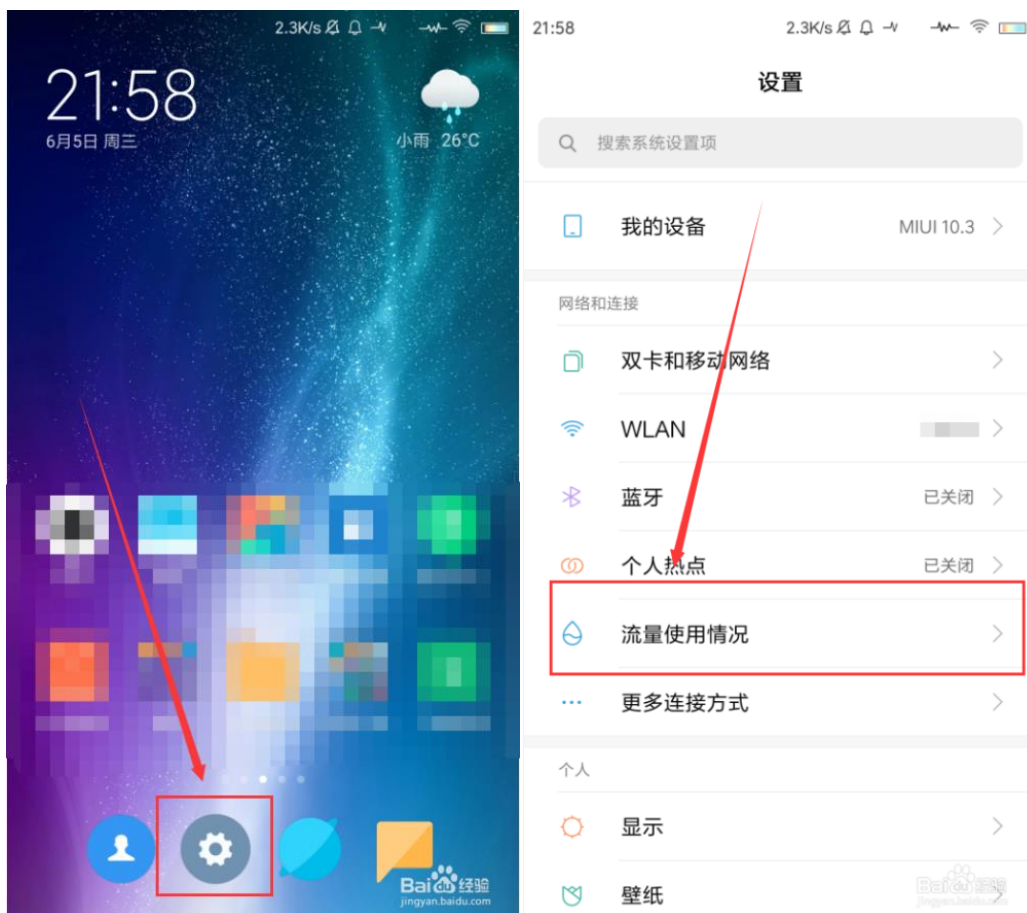 2.3K/s
21:58
6月5日 周三
小雨 26°C
Baidu经验
jingyan.baidu.com
21:58
2.3K/s
设置
搜索系统设置项
我的设备
MIUI 10.3
网络和连接
双卡和移动网络
WLAN
蓝牙
已关闭
个人热点
已关闭
流量使用情况
更多连接方式
个人
显示
壁纸
Baidu经验
jingyan.baidu.com